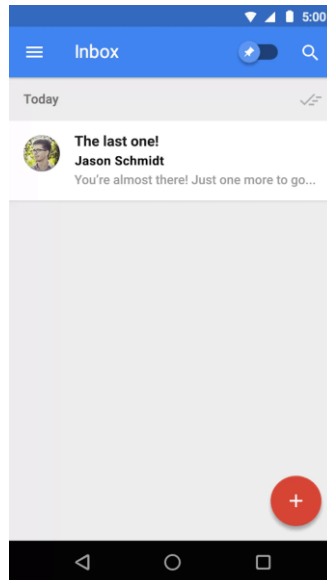 5:00
Inbox
Today
The last one!
Jason Schmidt
You're almost there! Just one more to go...